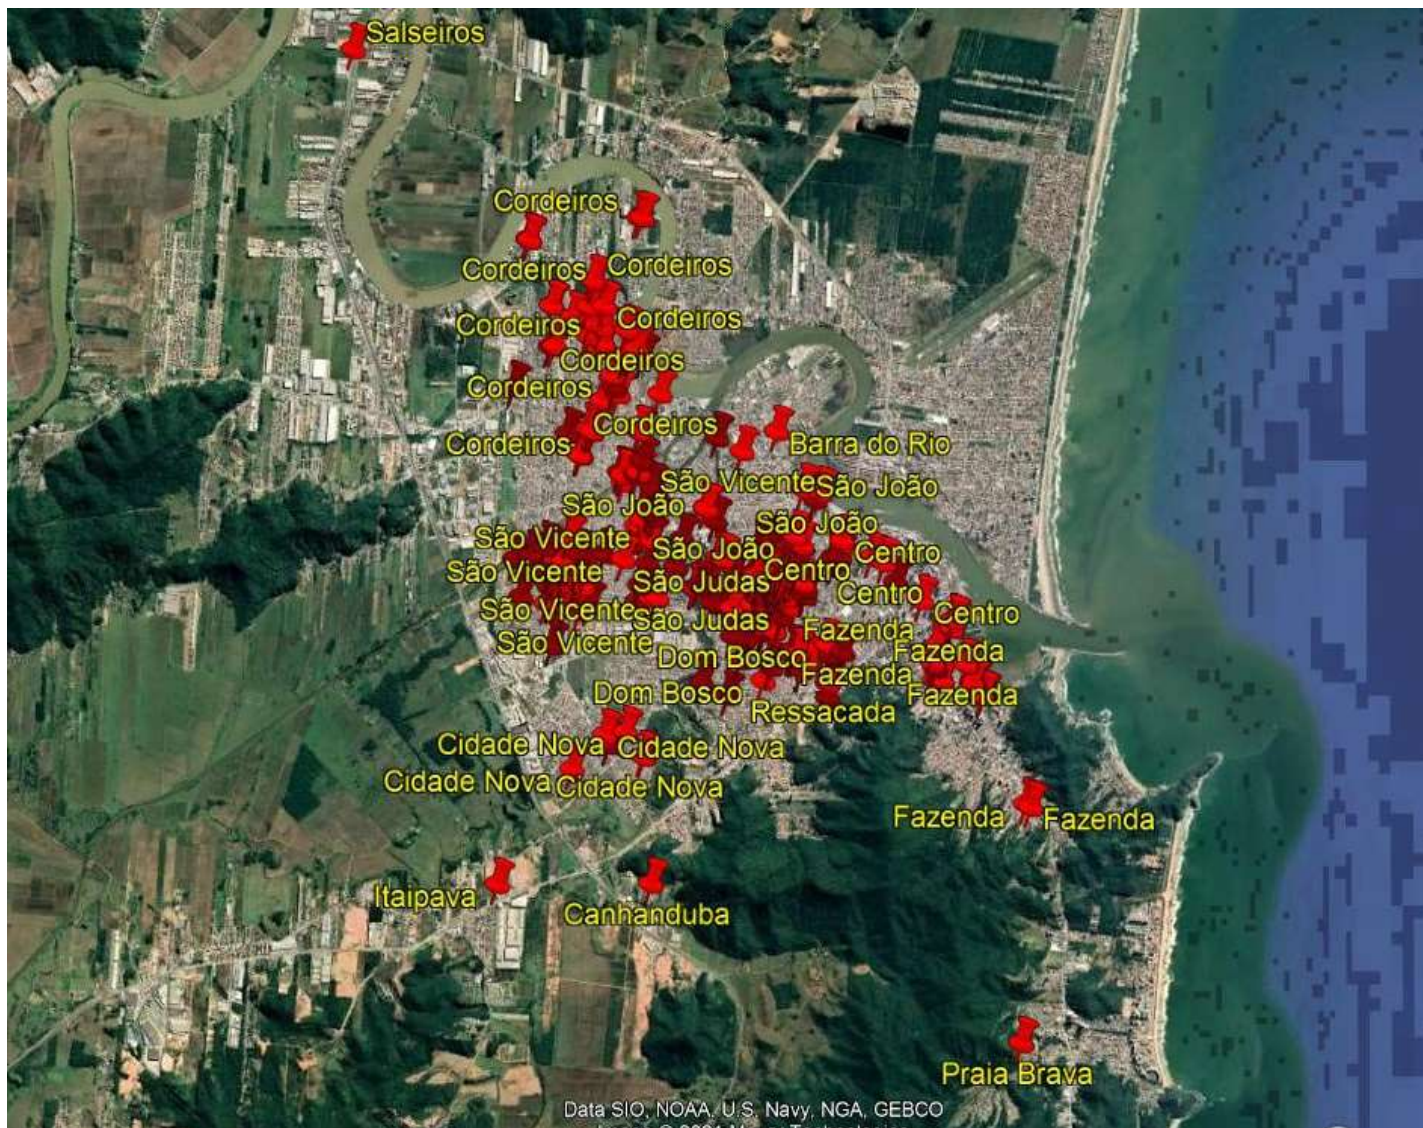 Salseiros
Cordeiros
Cordeiros
Cordeiros
Cordeiros
Cordeiros
Cordeiros
Cordeiros
Cordeiros
Cordeiros
Barra do Rio
São Vicente
São João
São João
São João
São Vicente
São João
Centro
São Vicente
São Judas
Centro
Centro
São Vicente
São Judas
Centro
Fazenda
São Vicente
Dom Bosco
Fazenda
Fazenda
Dom Bosco
Fazenda
Ressacada
Cidade Nova
Cidade Nova
Cidade Nova
Cidade Nova
Fazenda
Fazenda
Itaipava
Canhanduba
Praia Brava
Data SIO, NOAA, U.S. Navy, NGA, GEBCO